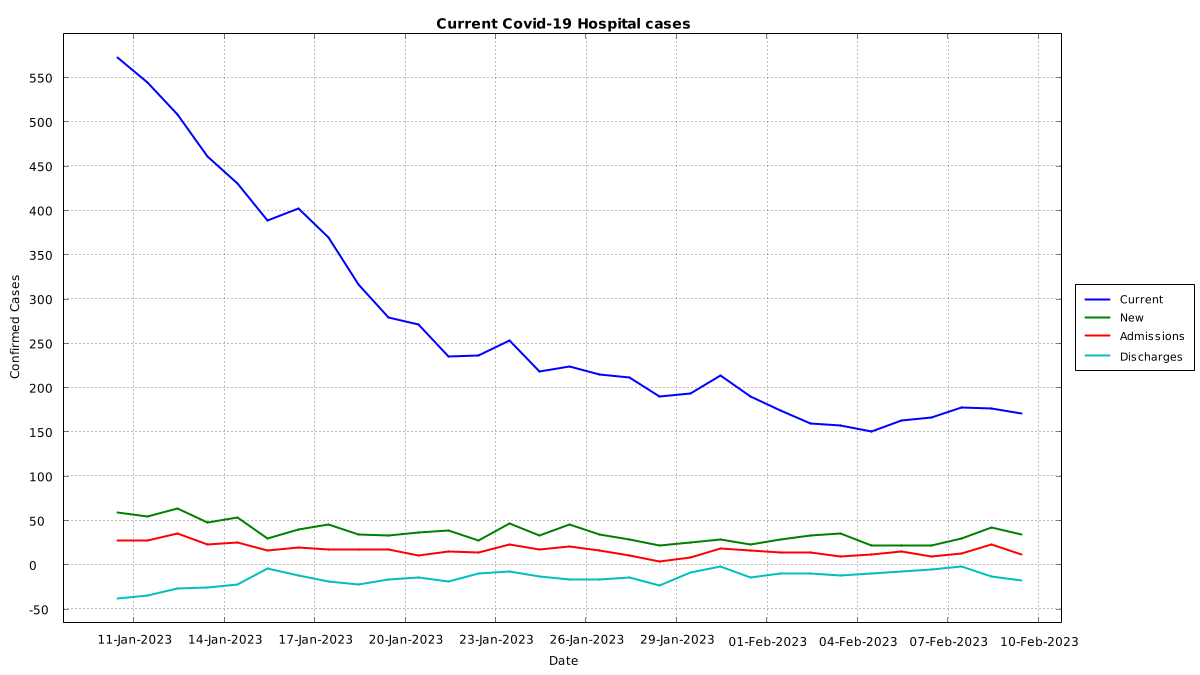 Current Covid-19 Hospital cases
550
500
450
400
350
300
250
200
150
100
50
0
-50
Confirmed Cases
11-Jan-2023 14-Jan-2023 17-Jan-2023 20-Jan-2023 23-Jan-2023 26-Jan-2023 29-Jan-2023 01-Feb-2023 04-Feb-2023 07-Feb-2023 10-Feb-2023
Date
Current
New
Admissions
Discharges